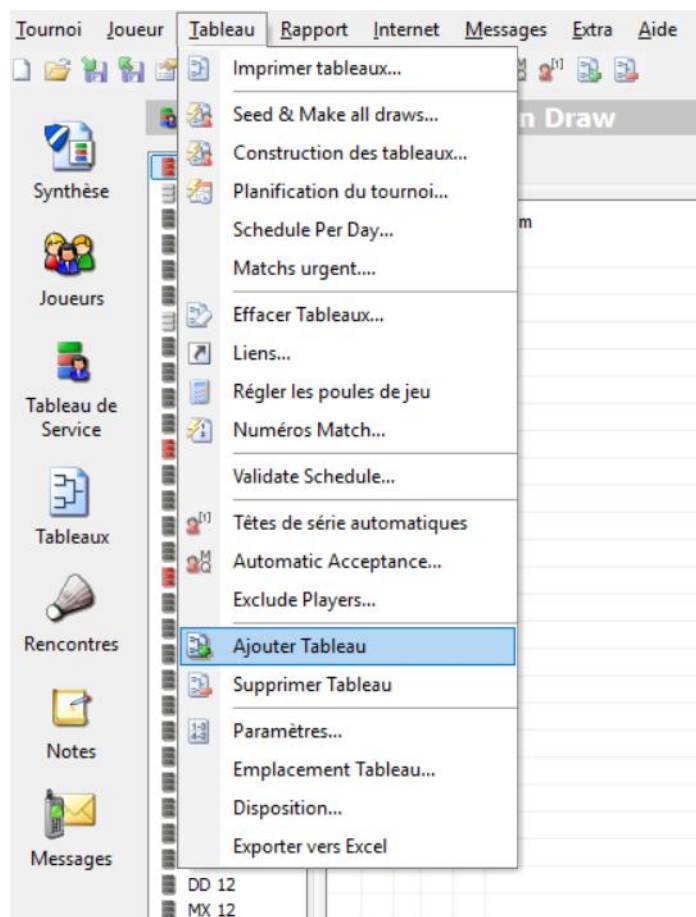 Tournoi Joueur Tableau Rapport Internet Messages Extra Aide
Imprimer tableaux...
n Draw
Seed & Make all draws...
Construction des tableaux...
Planification du tournoi...
Schedule Per Day...
m
Matchs urgent....
Effacer Tableaux...
Liens...
Régler les poules de jeu
Numéros Match...
Validate Schedule...
Têtes de série automatiques
Automatic Acceptance...
Exclude Players...
Ajouter Tableau
Supprimer Tableau
Paramètres...
Emplacement Tableau...
Disposition...
Exporter vers Excel
Synthèse
Joueurs
Tableau de
Service
Tableaux
Rencontres
Notes
Messages
DD 12
MX 12